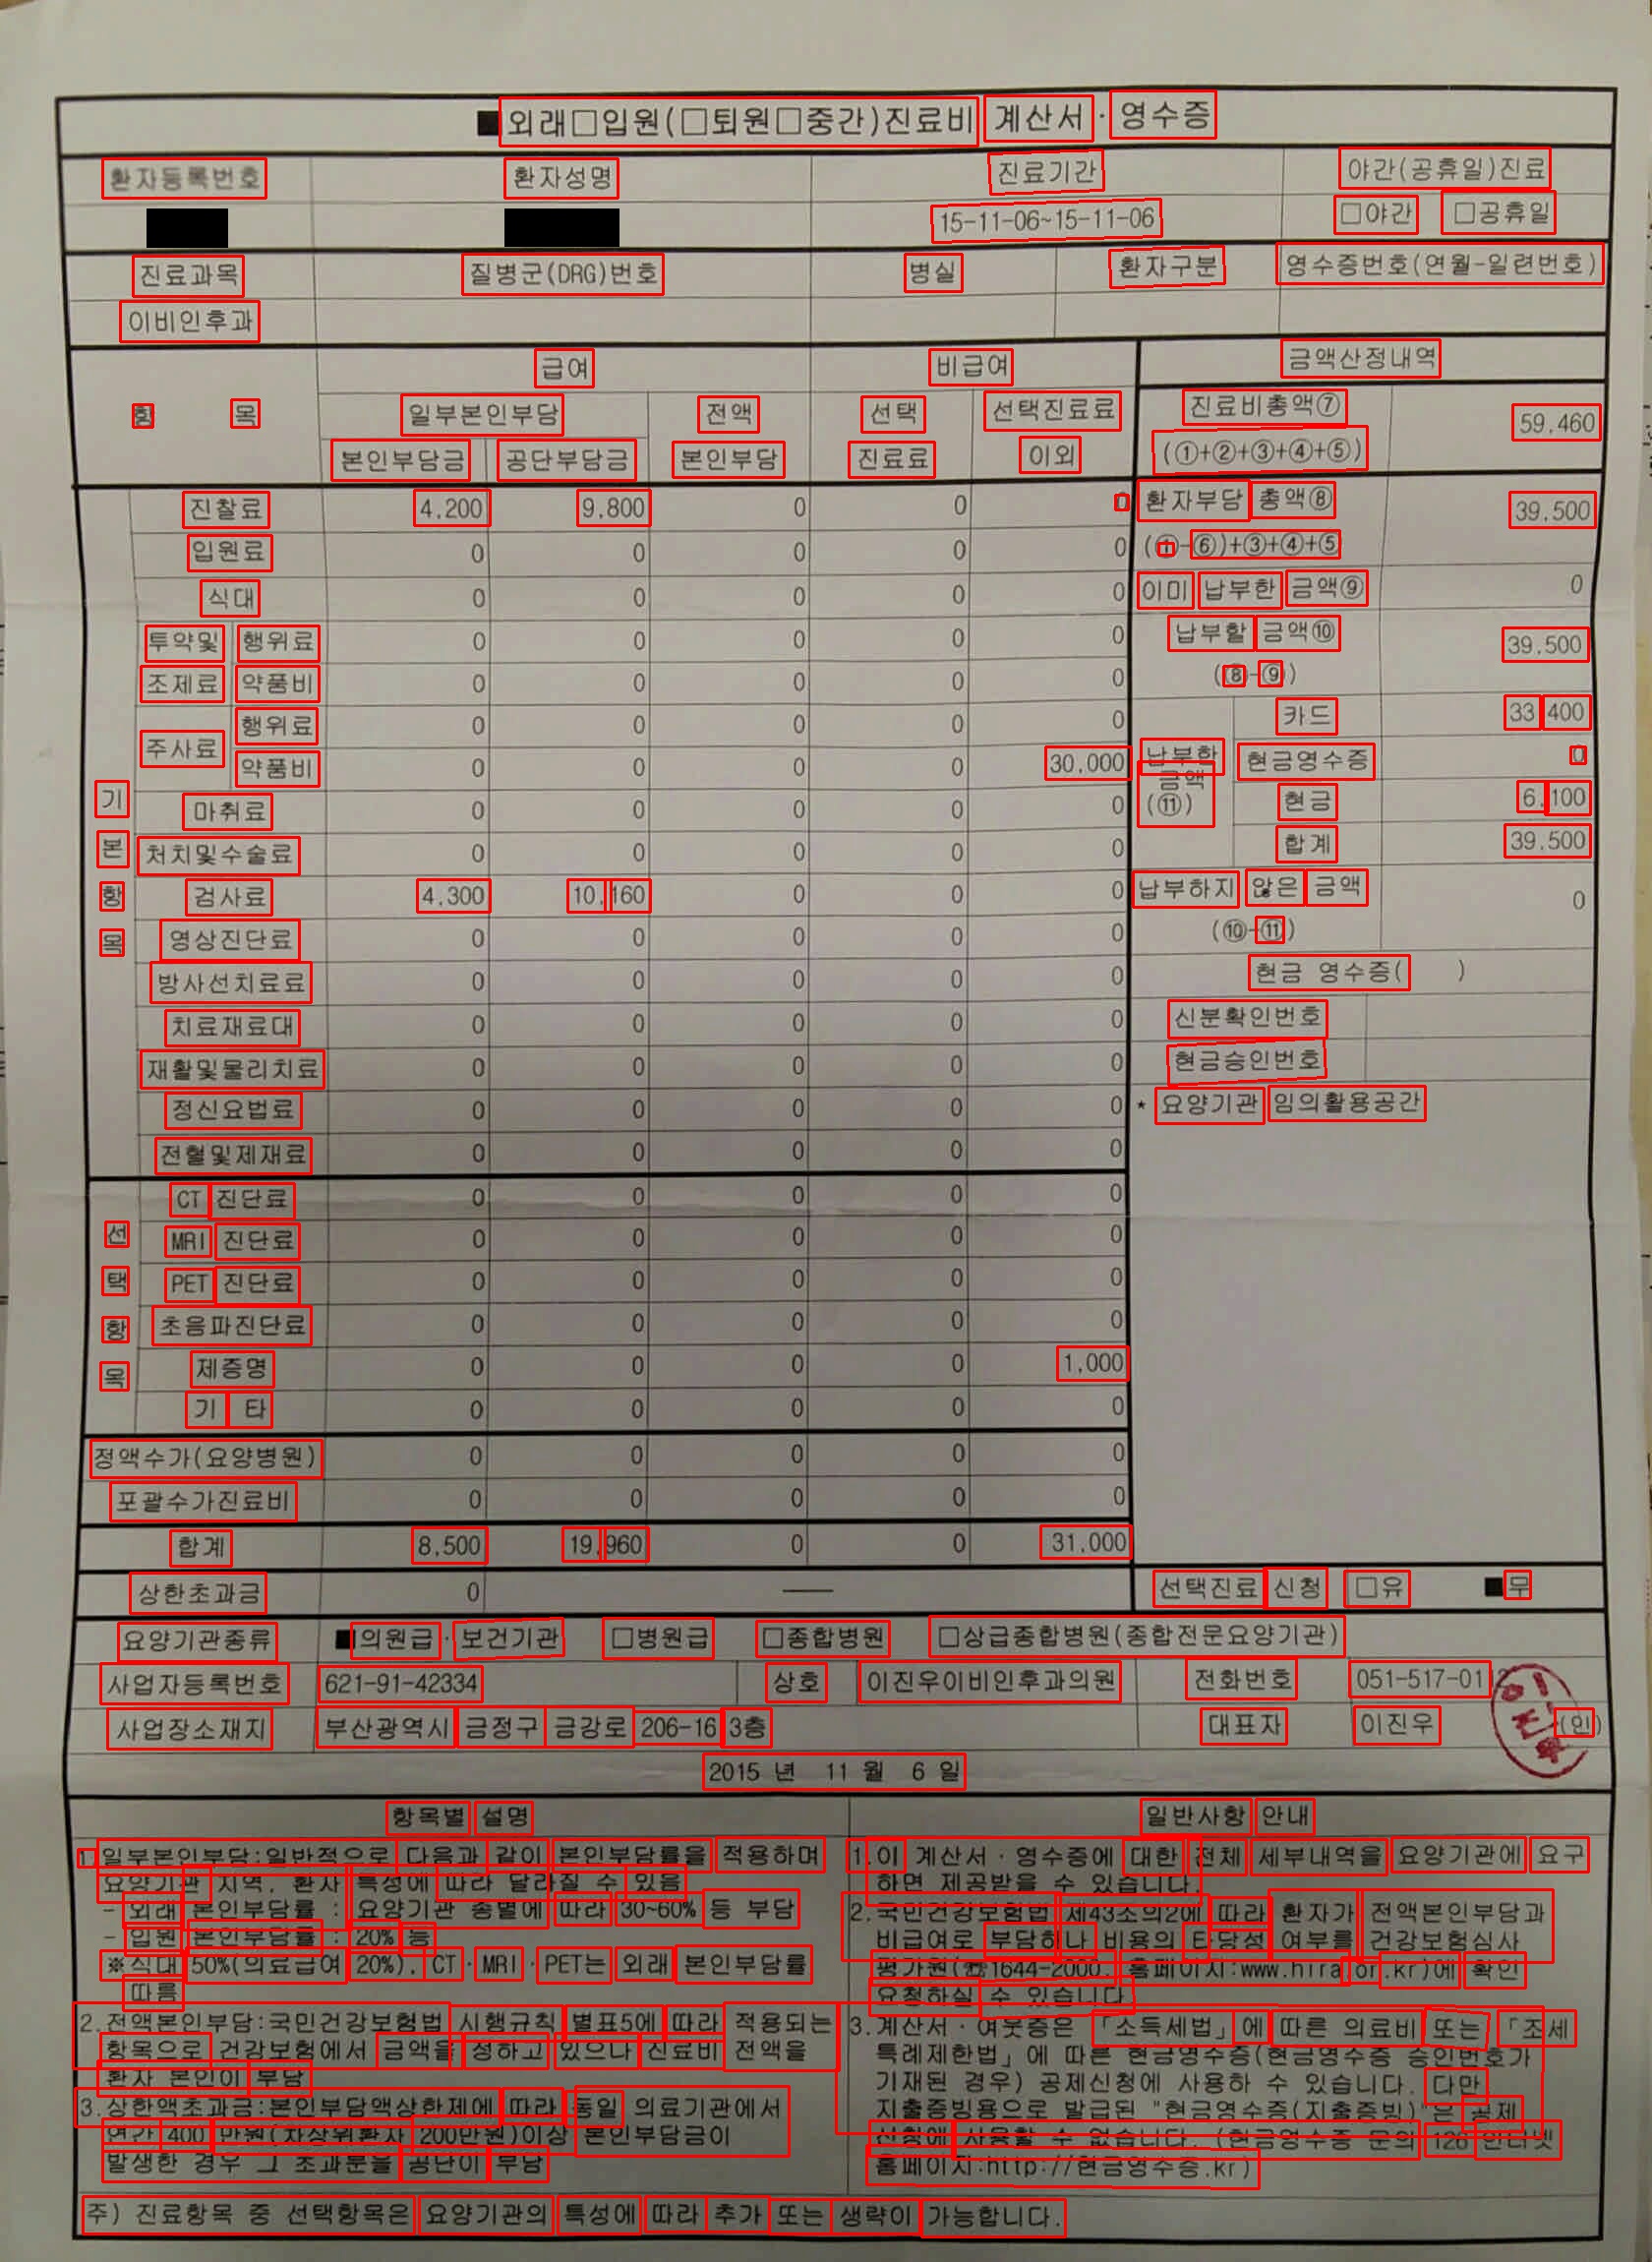 ■외래□입원(□퇴원□중간)진료비 계산서 · 영수증
환자등록번호 환자성명 진료기간 야간(공휴일)진료
15-11-06~15-11-06 □야간 □공휴일
진료과목 질병군(DRG)번호 병실 환자구분 영수증번호(연월-일련번호)
이비인후과
항 목 급여 비급여 금액산정내역
일부본인부담 전액 선택 선택진료료 진료비총액⑦ 59,460
본인부담금 공단부담금 본인부담 진료료 이외 (①+②+③+④+⑤)
진찰료 4,200 9,800 0 0 0 환자부담 총액⑧ 39,500
입원료 0 0 0 0 0 (①-⑥)+③+④+⑤
식대 0 0 0 0 0 이미 납부한 금액⑨ 0
투약및 행위료 0 0 0 0 0 납부할 금액⑩ 39,500
조제료 약품비 0 0 0 0 0 (⑧-⑨)
주사료 행위료 0 0 0 0 0 카드 33,400
약품비 0 0 0 0 30,000 납부한 금액 (⑪) 현금영수증 0
기본항목 마취료 0 0 0 0 0 현금 6,100
처치및수술료 0 0 0 0 0 합계 39,500
검사료 4,300 10,160 0 0 0 납부하지 않은 금액 0
영상진단료 0 0 0 0 0 (⑩-⑪)
방사선치료료 0 0 0 0 0 현금 영수증( )
치료재료대 0 0 0 0 0 신분확인번호
재활및물리치료 0 0 0 0 0 현금승인번호
정신요법료 0 0 0 0 0 * 요양기관 임의활용공간
전혈및제재료 0 0 0 0 0
선택항목 CT 진단료 0 0 0 0 0
MRI 진단료 0 0 0 0 0
PET 진단료 0 0 0 0 0
초음파진단료 0 0 0 0 0
제증명 0 0 0 0 1,000
기 타 0 0 0 0 0
정액수가(요양병원) 0 0 0 0 0
포괄수가진료비 0 0 0 0 0
합계 8,500 19,960 0 0 31,000
상한초과금 0 — 선택진료 신청 □유 ■무
요양기관종류 ■의원급 · 보건기관 □병원급 □종합병원 □상급종합병원(종합전문요양기관)
사업자등록번호 621-91-42334 상호 이진우이비인후과의원 전화번호 051-517-01
사업장소재지 부산광역시 금정구 금강로 206-16 3층 대표자 이진우 (인)
이진우
2015 년 11 월 6 일
항목별 설명
1.일부본인부담:일반적으로 다음과 같이 본인부담률을 적용하며
요양기관 지역, 환자 특성에 따라 달라질 수 있음
- 외래 본인부담률 : 요양기관 종별에 따라 30~60% 등 부담
- 입원 본인부담률 : 20% 등
※식대 50%(의료급여 20%), CT · MRI · PET는 외래 본인부담률
따름
2.전액본인부담:국민건강보험법 시행규칙 별표5에 따라 적용되는
항목으로 건강보험에서 금액을 정하고 있으나 진료비 전액을
환자 본인이 부담
3.상한액초과금:본인부담액상한제에 따라 동일 의료기관에서
연간 400 만원(차상위환자 200만원)이상 본인부담금이
발생한 경우 그 초과분을 공단이 부담
일반사항 안내
1.이 계산서 · 영수증에 대한 전체 세부내역을 요양기관에 요구
하면 제공받을 수 있습니다.
2.국민건강보험법 제43조의2에 따라 환자가 전액본인부담과
비급여로 부담하나 비용의 타당성 여부를 건강보험심사
평가원(☎1644-2000, 홈페이지:www.hira.or.kr)에 확인
요청하실 수 있습니다
3.계산서 · 여웃증은 「소득세법」에 따른 의료비 또는 「조세
특례제한법」에 따른 현금영수증(현금영수증 승인번호가
기재된 경우) 공제신청에 사용하 수 있습니다. 다만
지출증빙용으로 발급된 "현금영수증(지출증빙)"은 공제
신청에 사용할 수 없습니다. (현금영수증 문의 126 인터넷
홈페이지:http://현금영수증.kr)
주) 진료항목 중 선택항목은 요양기관의 특성에 따라 추가 또는 생략이 가능합니다.